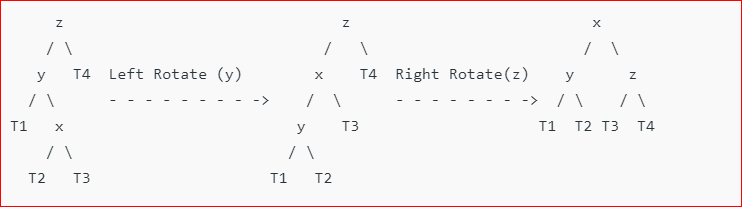 z z x
/ \ / \ / \
y T4 Left Rotate (y) x T4 Right Rotate(z) y z
/ \ - - - - - - - - -> / \ - - - - - - - -> / \ / \
T1 x y T3 T1 T2 T3 T4
/ \ / \
T2 T3 T1 T2